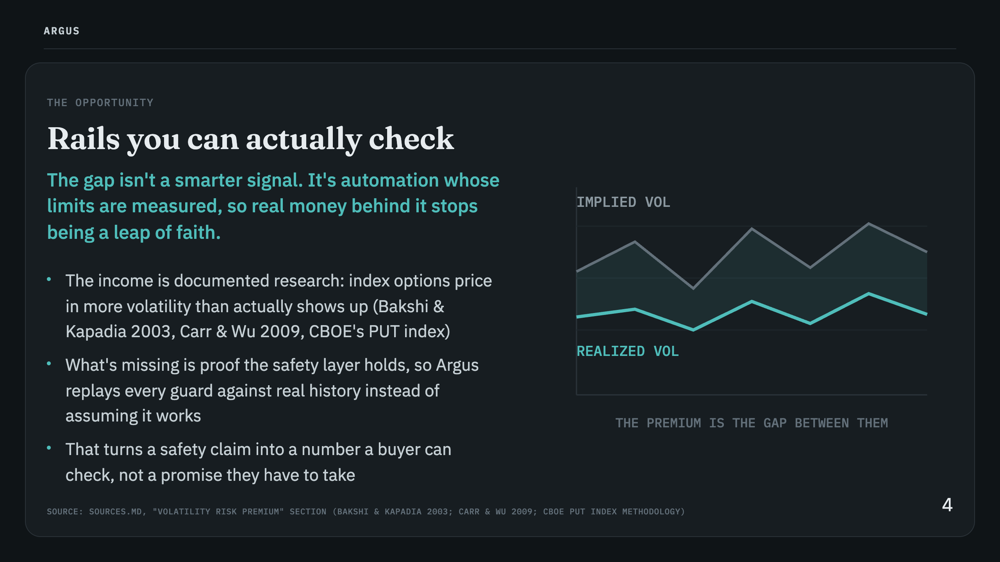 ARGUS
THE OPPORTUNITY
Rails you can actually check
The gap isn't a smarter signal. It's automation whose
limits are measured, so real money behind it stops
being a leap of faith.
• The income is documented research: index options price
in more volatility than actually shows up (Bakshi &
Kapadia 2003, Carr & Wu 2009, CBOE's PUT index)
• What's missing is proof the safety layer holds, so Argus
replays every guard against real history instead of
assuming it works
• That turns a safety claim into a number a buyer can
check, not a promise they have to take
IMPLIED VOL
REALIZED VOL
THE PREMIUM IS THE GAP BETWEEN THEM
SOURCE: SOURCES.MD, "VOLATILITY RISK PREMIUM" SECTION (BAKSHI & KAPADIA 2003; CARR & WU 2009; CBOE PUT INDEX METHODOLOGY)
4